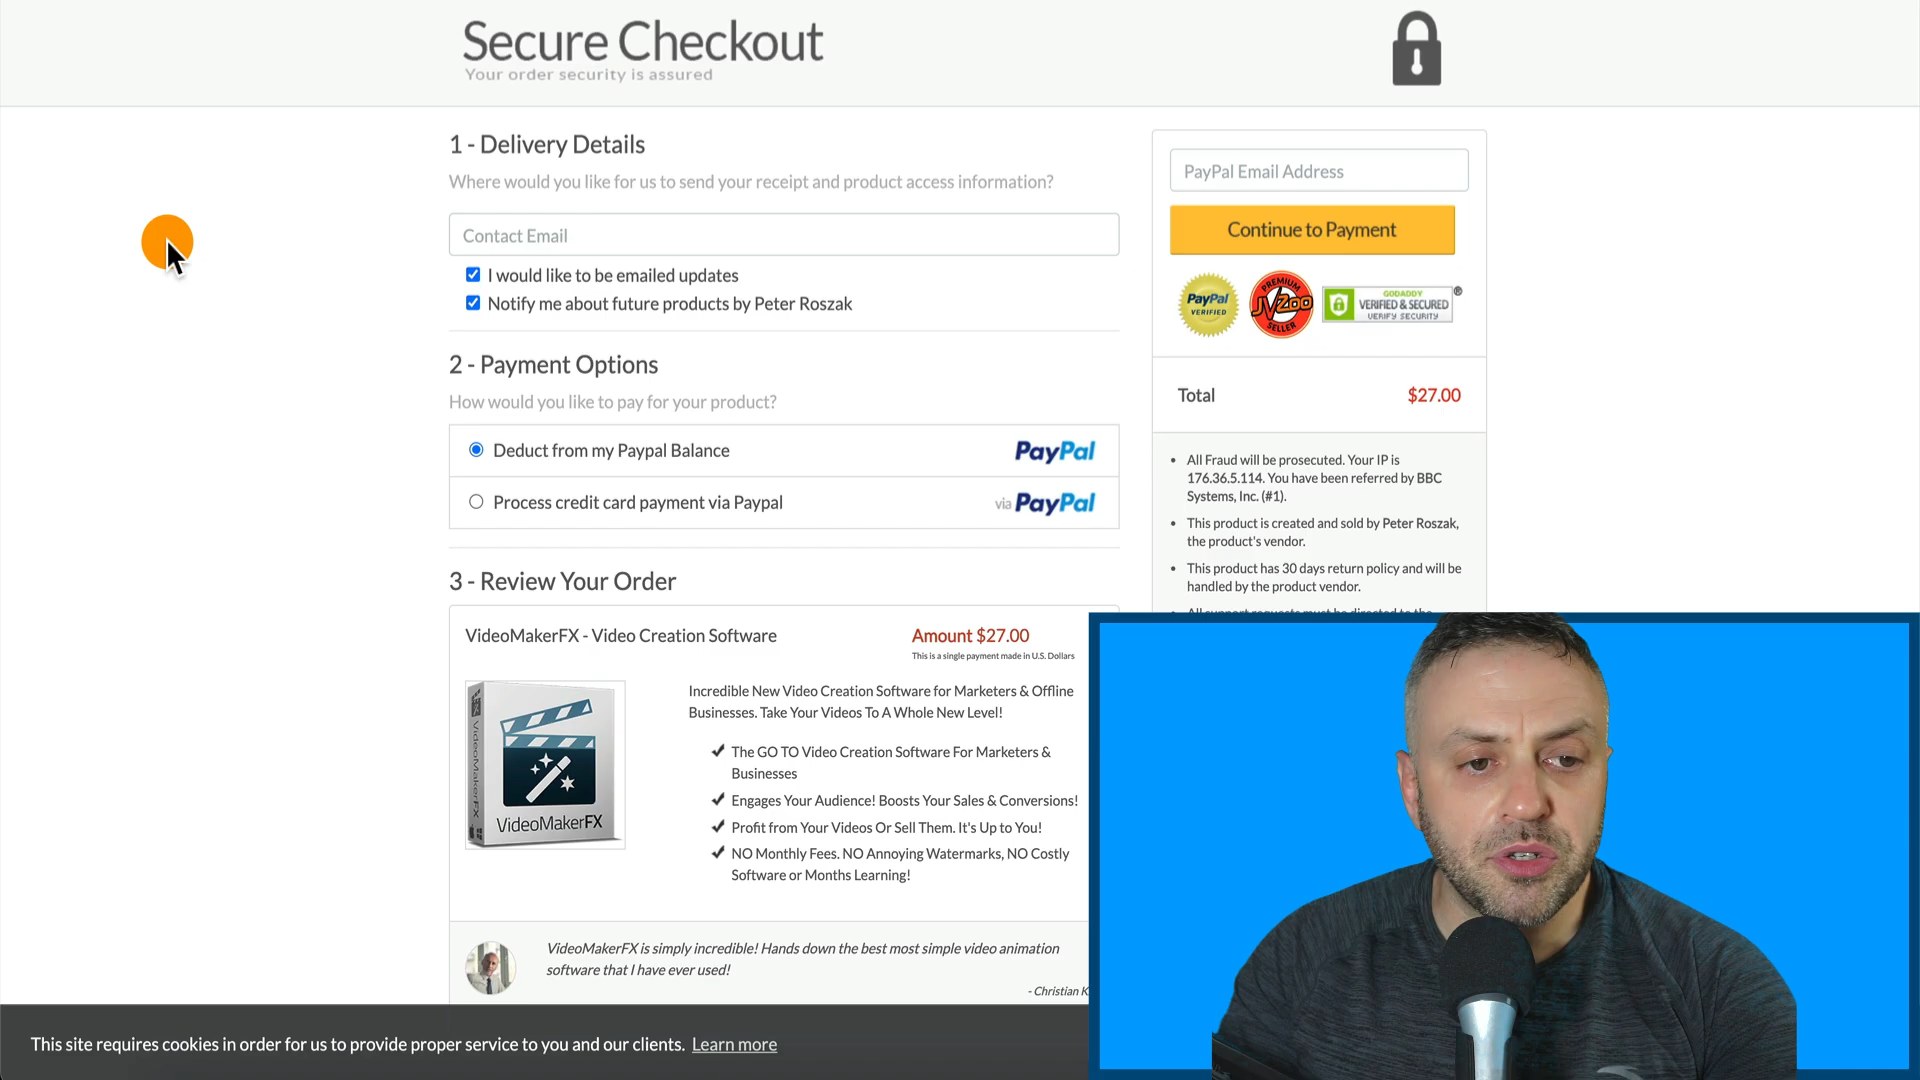 Secure Checkout
Your order security is assured
1 - Delivery Details
Where would you like for us to send your receipt and product access information?
Contact Email
I would like to be emailed updates
Notify me about future products by Peter Roszak
2 - Payment Options
How would you like to pay for your product?
Deduct from my Paypal Balance
PayPal
Process credit card payment via Paypal
via PayPal
3 - Review Your Order
VideoMakerFX - Video Creation Software
Amount $27.00
This is a single payment made in U.S. Dollars
VideoMakerFX
VideoMakerFX
Incredible New Video Creation Software for Marketers & Offline
Businesses. Take Your Videos To A Whole New Level!
The GO TO Video Creation Software For Marketers &
Businesses
Engages Your Audience! Boosts Your Sales & Conversions!
Profit from Your Videos Or Sell Them. It's Up to You!
NO Monthly Fees. NO Annoying Watermarks, NO Costly
Software or Months Learning!
VideoMakerFX is simply incredible! Hands down the best most simple video animation
software that I have ever used!
- Christian K
PayPal Email Address
Continue to Payment
PayPal
VERIFIED
PREMIUM
JVZoo
SELLER
GODADDY
VERIFIED & SECURED
VERIFY SECURITY
®
Total
$27.00
All Fraud will be prosecuted. Your IP is
176.36.5.114. You have been referred by BBC
Systems, Inc. (#1).
This product is created and sold by Peter Roszak,
the product's vendor.
This product has 30 days return policy and will be
handled by the product vendor.
All support requests must be directed to the
This site requires cookies in order for us to provide proper service to you and our clients. Learn more